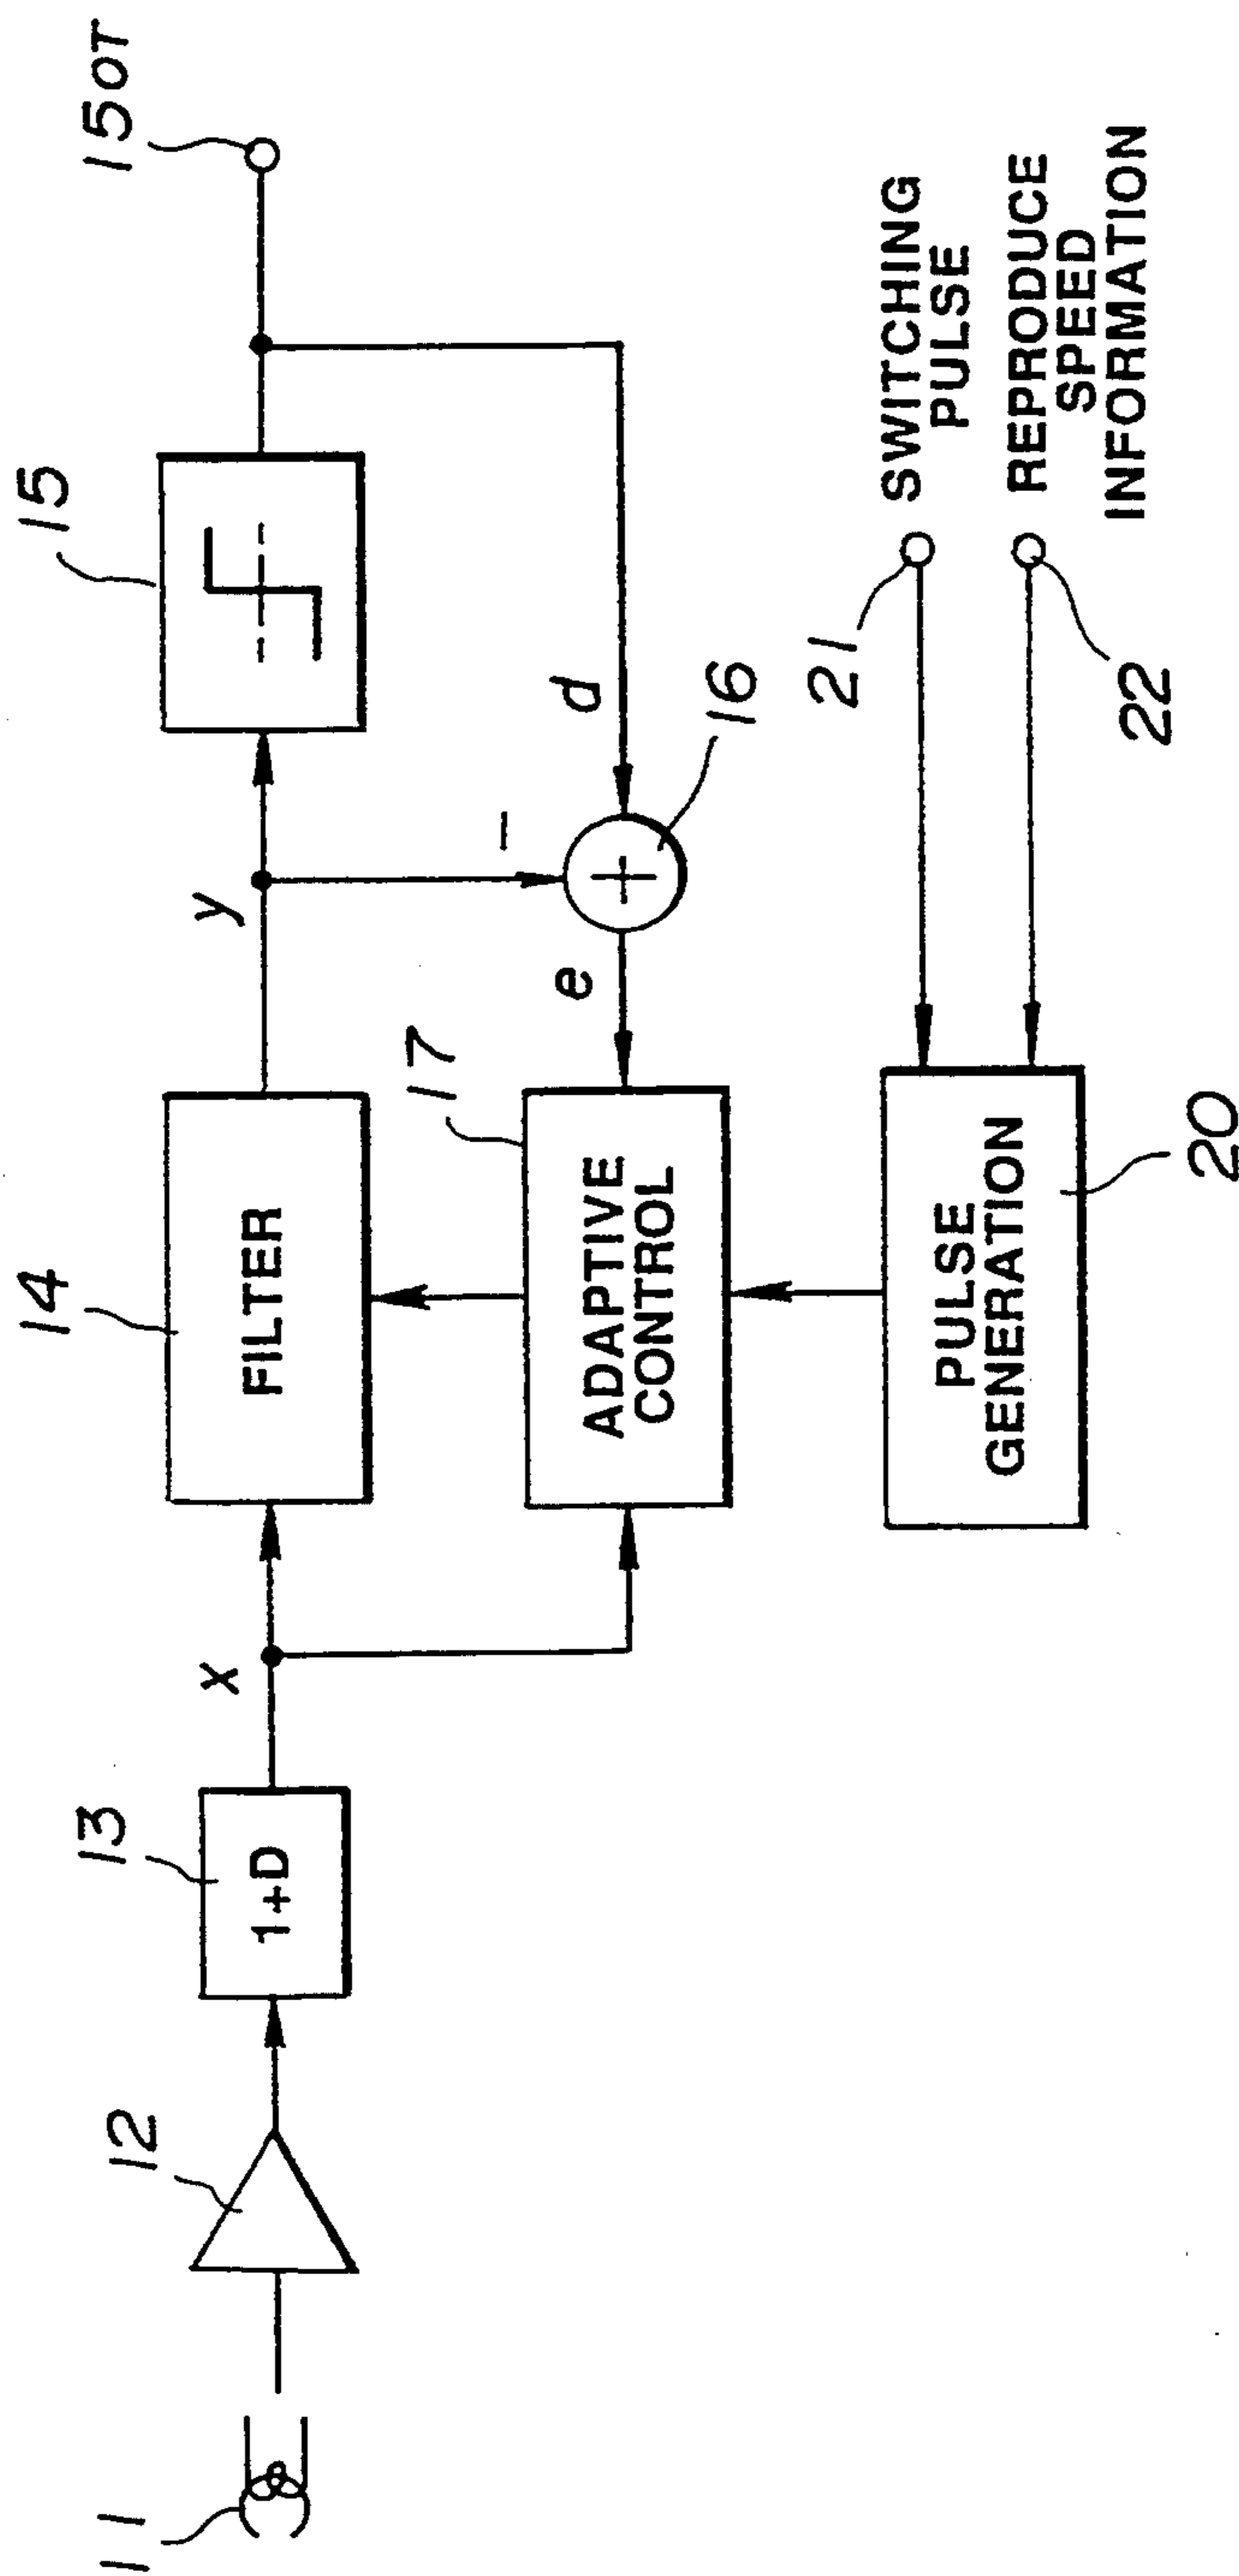 11
12
13
1+D
x
14
FILTER
y
15
15OT
17
ADAPTIVE
CONTROL
e
-
+
d
16
20
PULSE
GENERATION
21
SWITCHING
PULSE
22
REPRODUCE
SPEED
INFORMATION